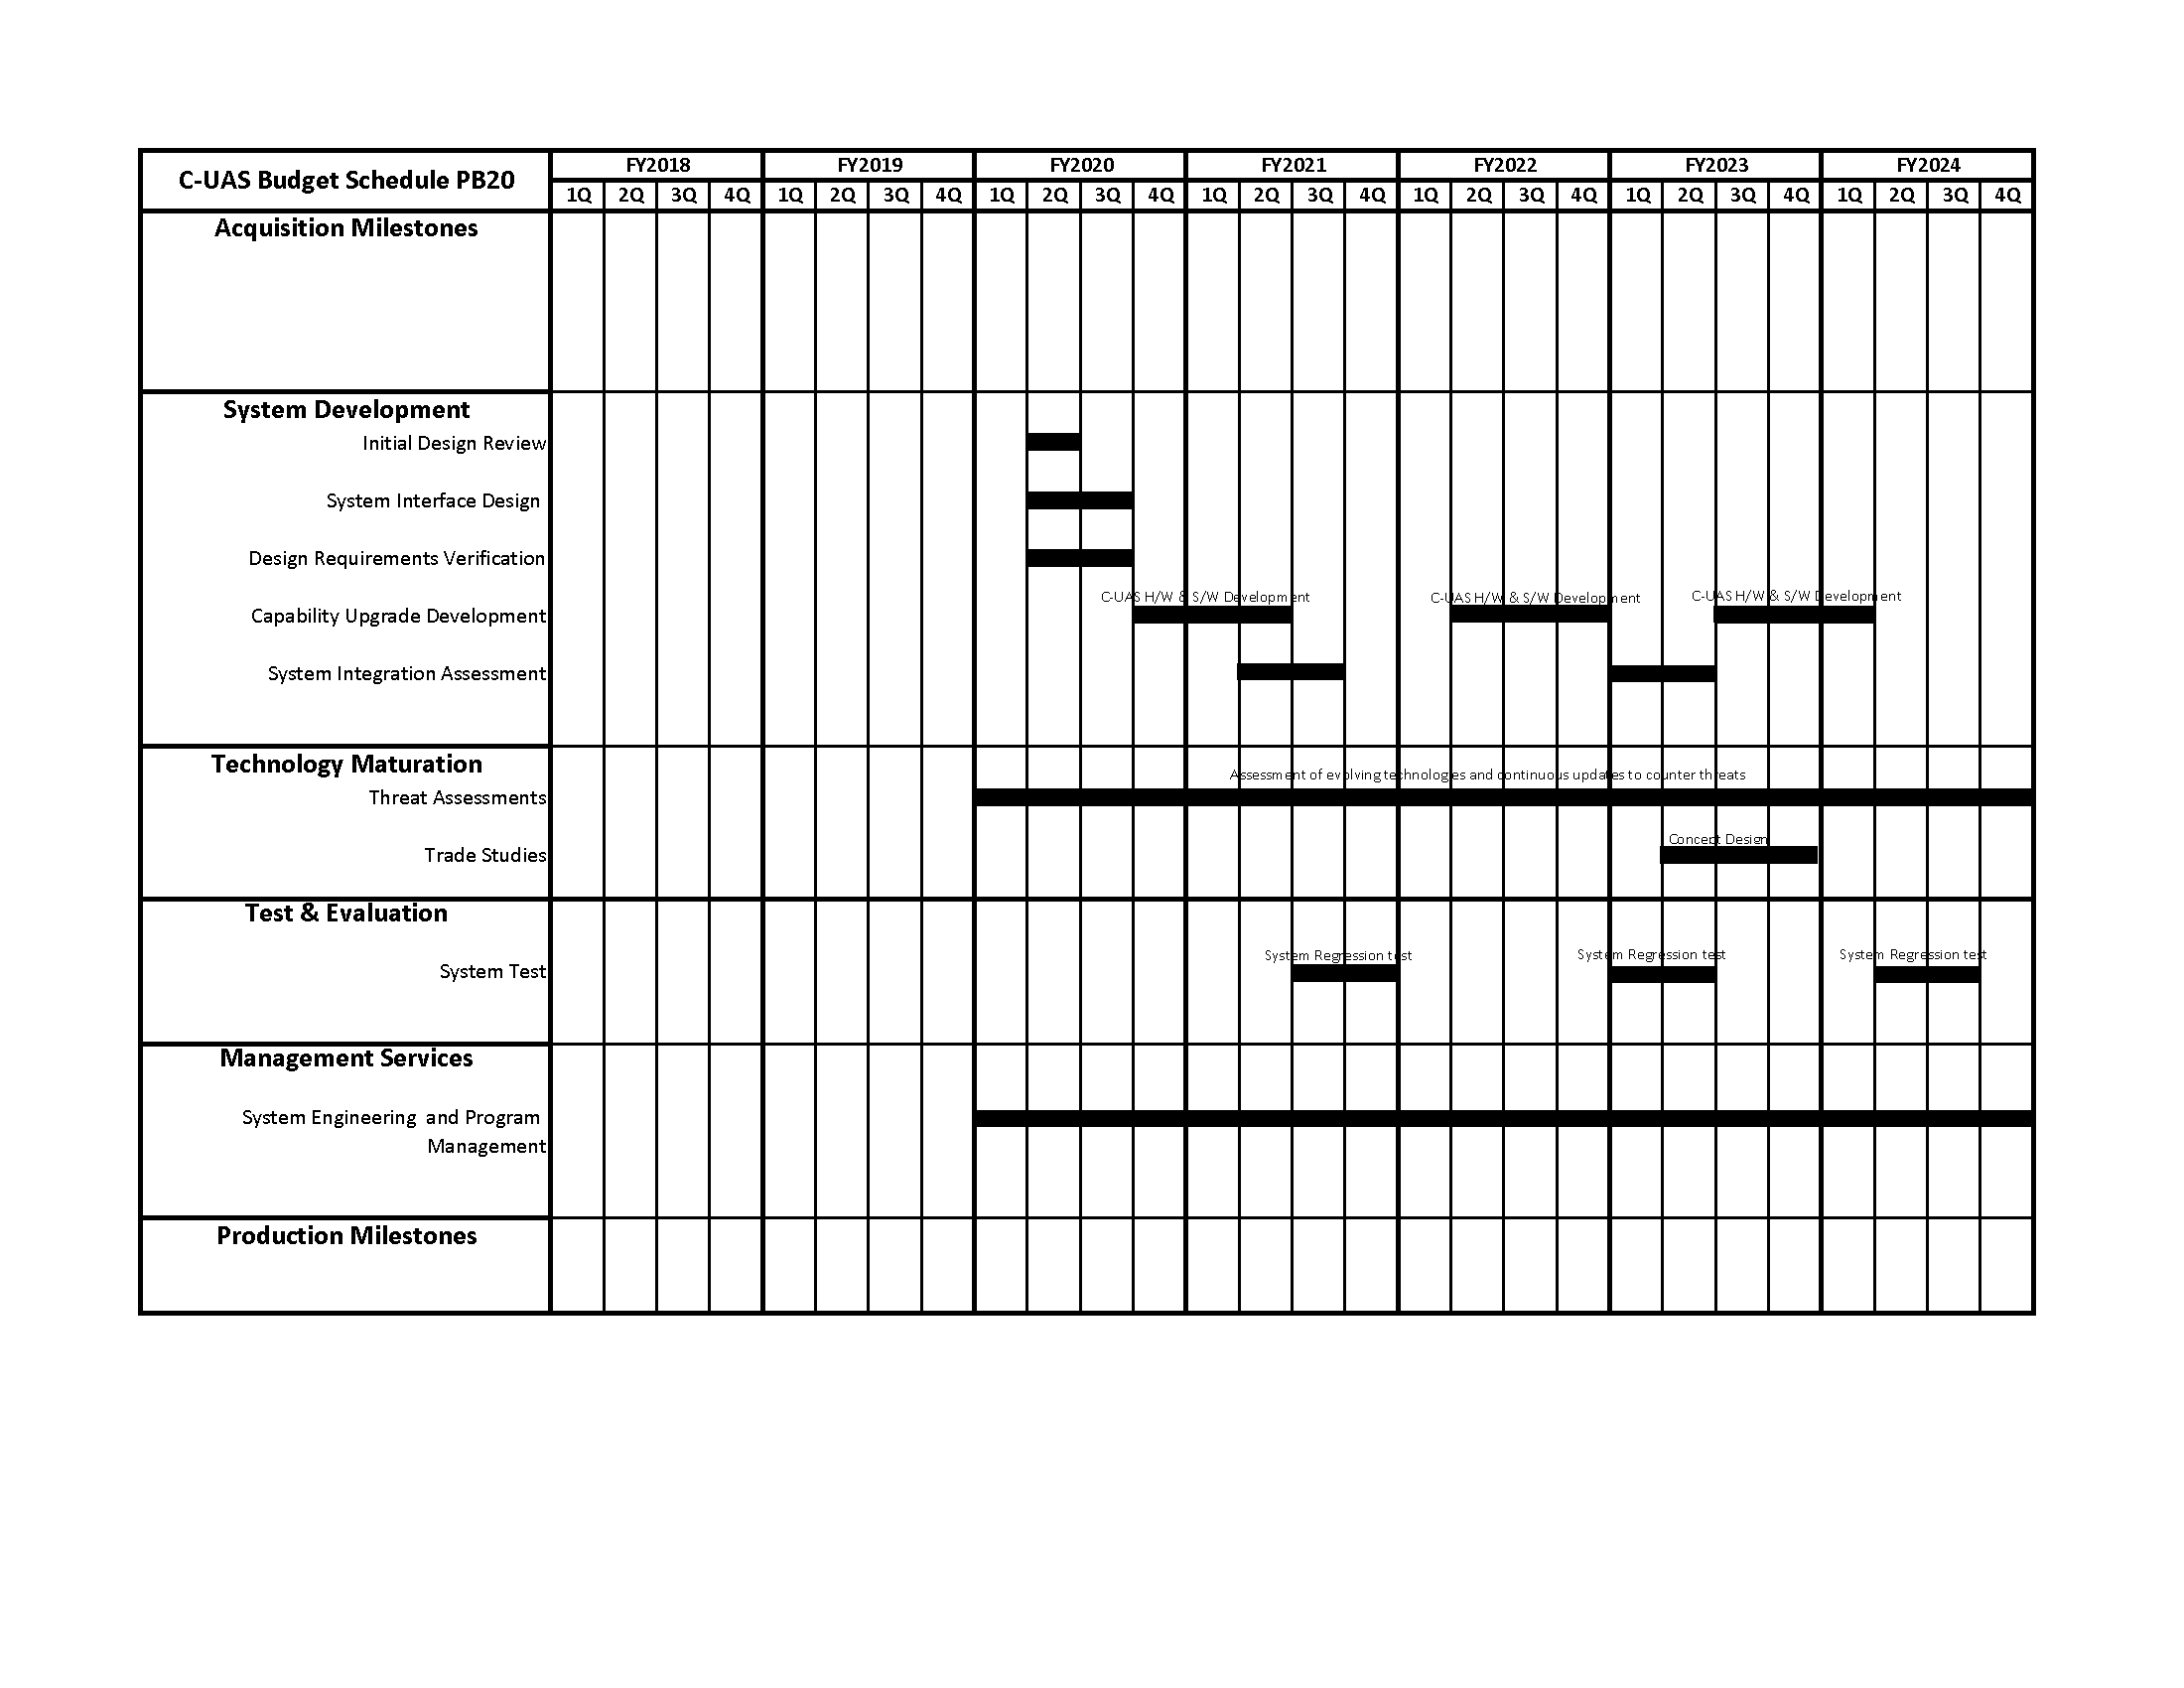 C-UAS Budget Schedule PB20
FY2018 FY2019 FY2020 FY2021 FY2022 FY2023 FY2024
1Q 2Q 3Q 4Q 1Q 2Q 3Q 4Q 1Q 2Q 3Q 4Q 1Q 2Q 3Q 4Q 1Q 2Q 3Q 4Q 1Q 2Q 3Q 4Q 1Q 2Q 3Q 4Q
Acquisition Milestones
System Development
Initial Design Review
System Interface Design
Design Requirements Verification
C-UAS H/W & S/W Development C-UAS H/W & S/W Development C-UAS H/W & S/W Development
Capability Upgrade Development
System Integration Assessment
Technology Maturation
Assessment of evolving technologies and continuous updates to counter threats
Threat Assessments
Concept Design
Trade Studies
Test & Evaluation
System Regression test System Regression test System Regression test
System Test
Management Services
System Engineering and Program
Management
Production Milestones